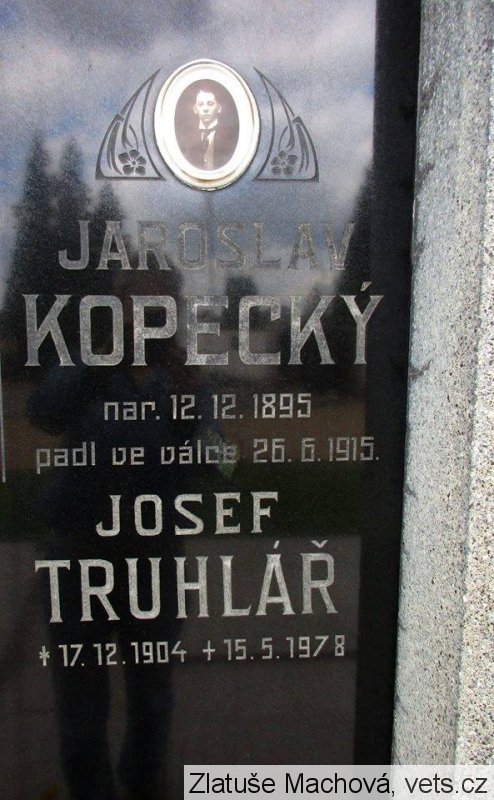 JAROSLAV
KOPECKÝ
nar. 12. 12. 1895
padl ve válce 26. 6. 1915.
JOSEF
TRUHLÁŘ
* 17. 12. 1904 + 15. 5. 1978
Zlatuše Machová, vets.cz